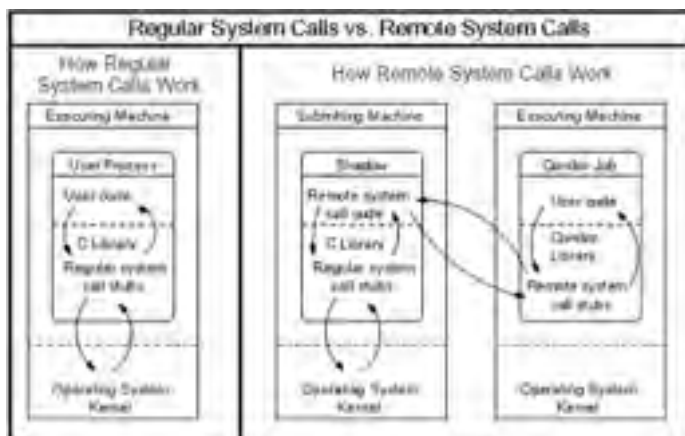 Regular System Calls vs. Remote System Calls
How Regular
System Calls Work
How Remote System Calls Work
Executing Machine
Submitting Machine
Executing Machine
User Process
Shadow
Condor Job
User code
Remote system
call code
User code
C Library
C Library
Condor
Library
Regular system
call stubs
Regular system
call stubs
Remote system
call stubs
Operating System
Kernel
Operating System
Kernel
Operating System
Kernel